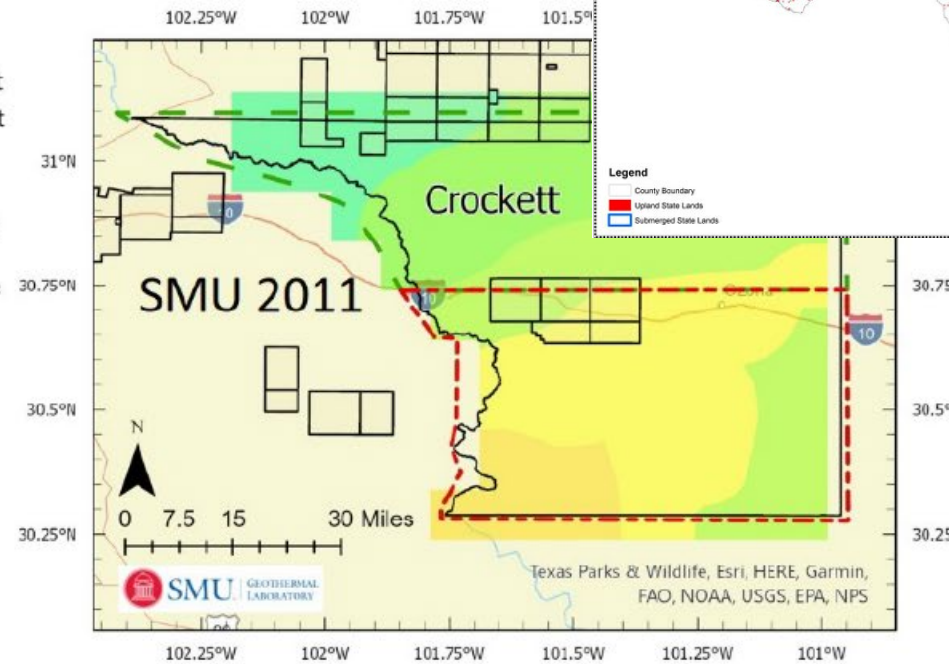 102.25°W 102°W 101.75°W 101.5°
t
t
Legend
County Boundary
Upland State Lands
Submerged State Lands
31°N
Crockett
10
30.75°N
SMU 2011
10
Ozona
30.75
10
30.5°N
30.5°
N
0 7.5 15 30 Miles
30.25°N
30.25
SMU GEOTHERMAL
LABORATORY
Texas Parks & Wildlife, Esri, HERE, Garmin,
FAO, NOAA, USGS, EPA, NPS
102.25°W 102°W 101.75°W 101.5°W 101.25°W 101°W